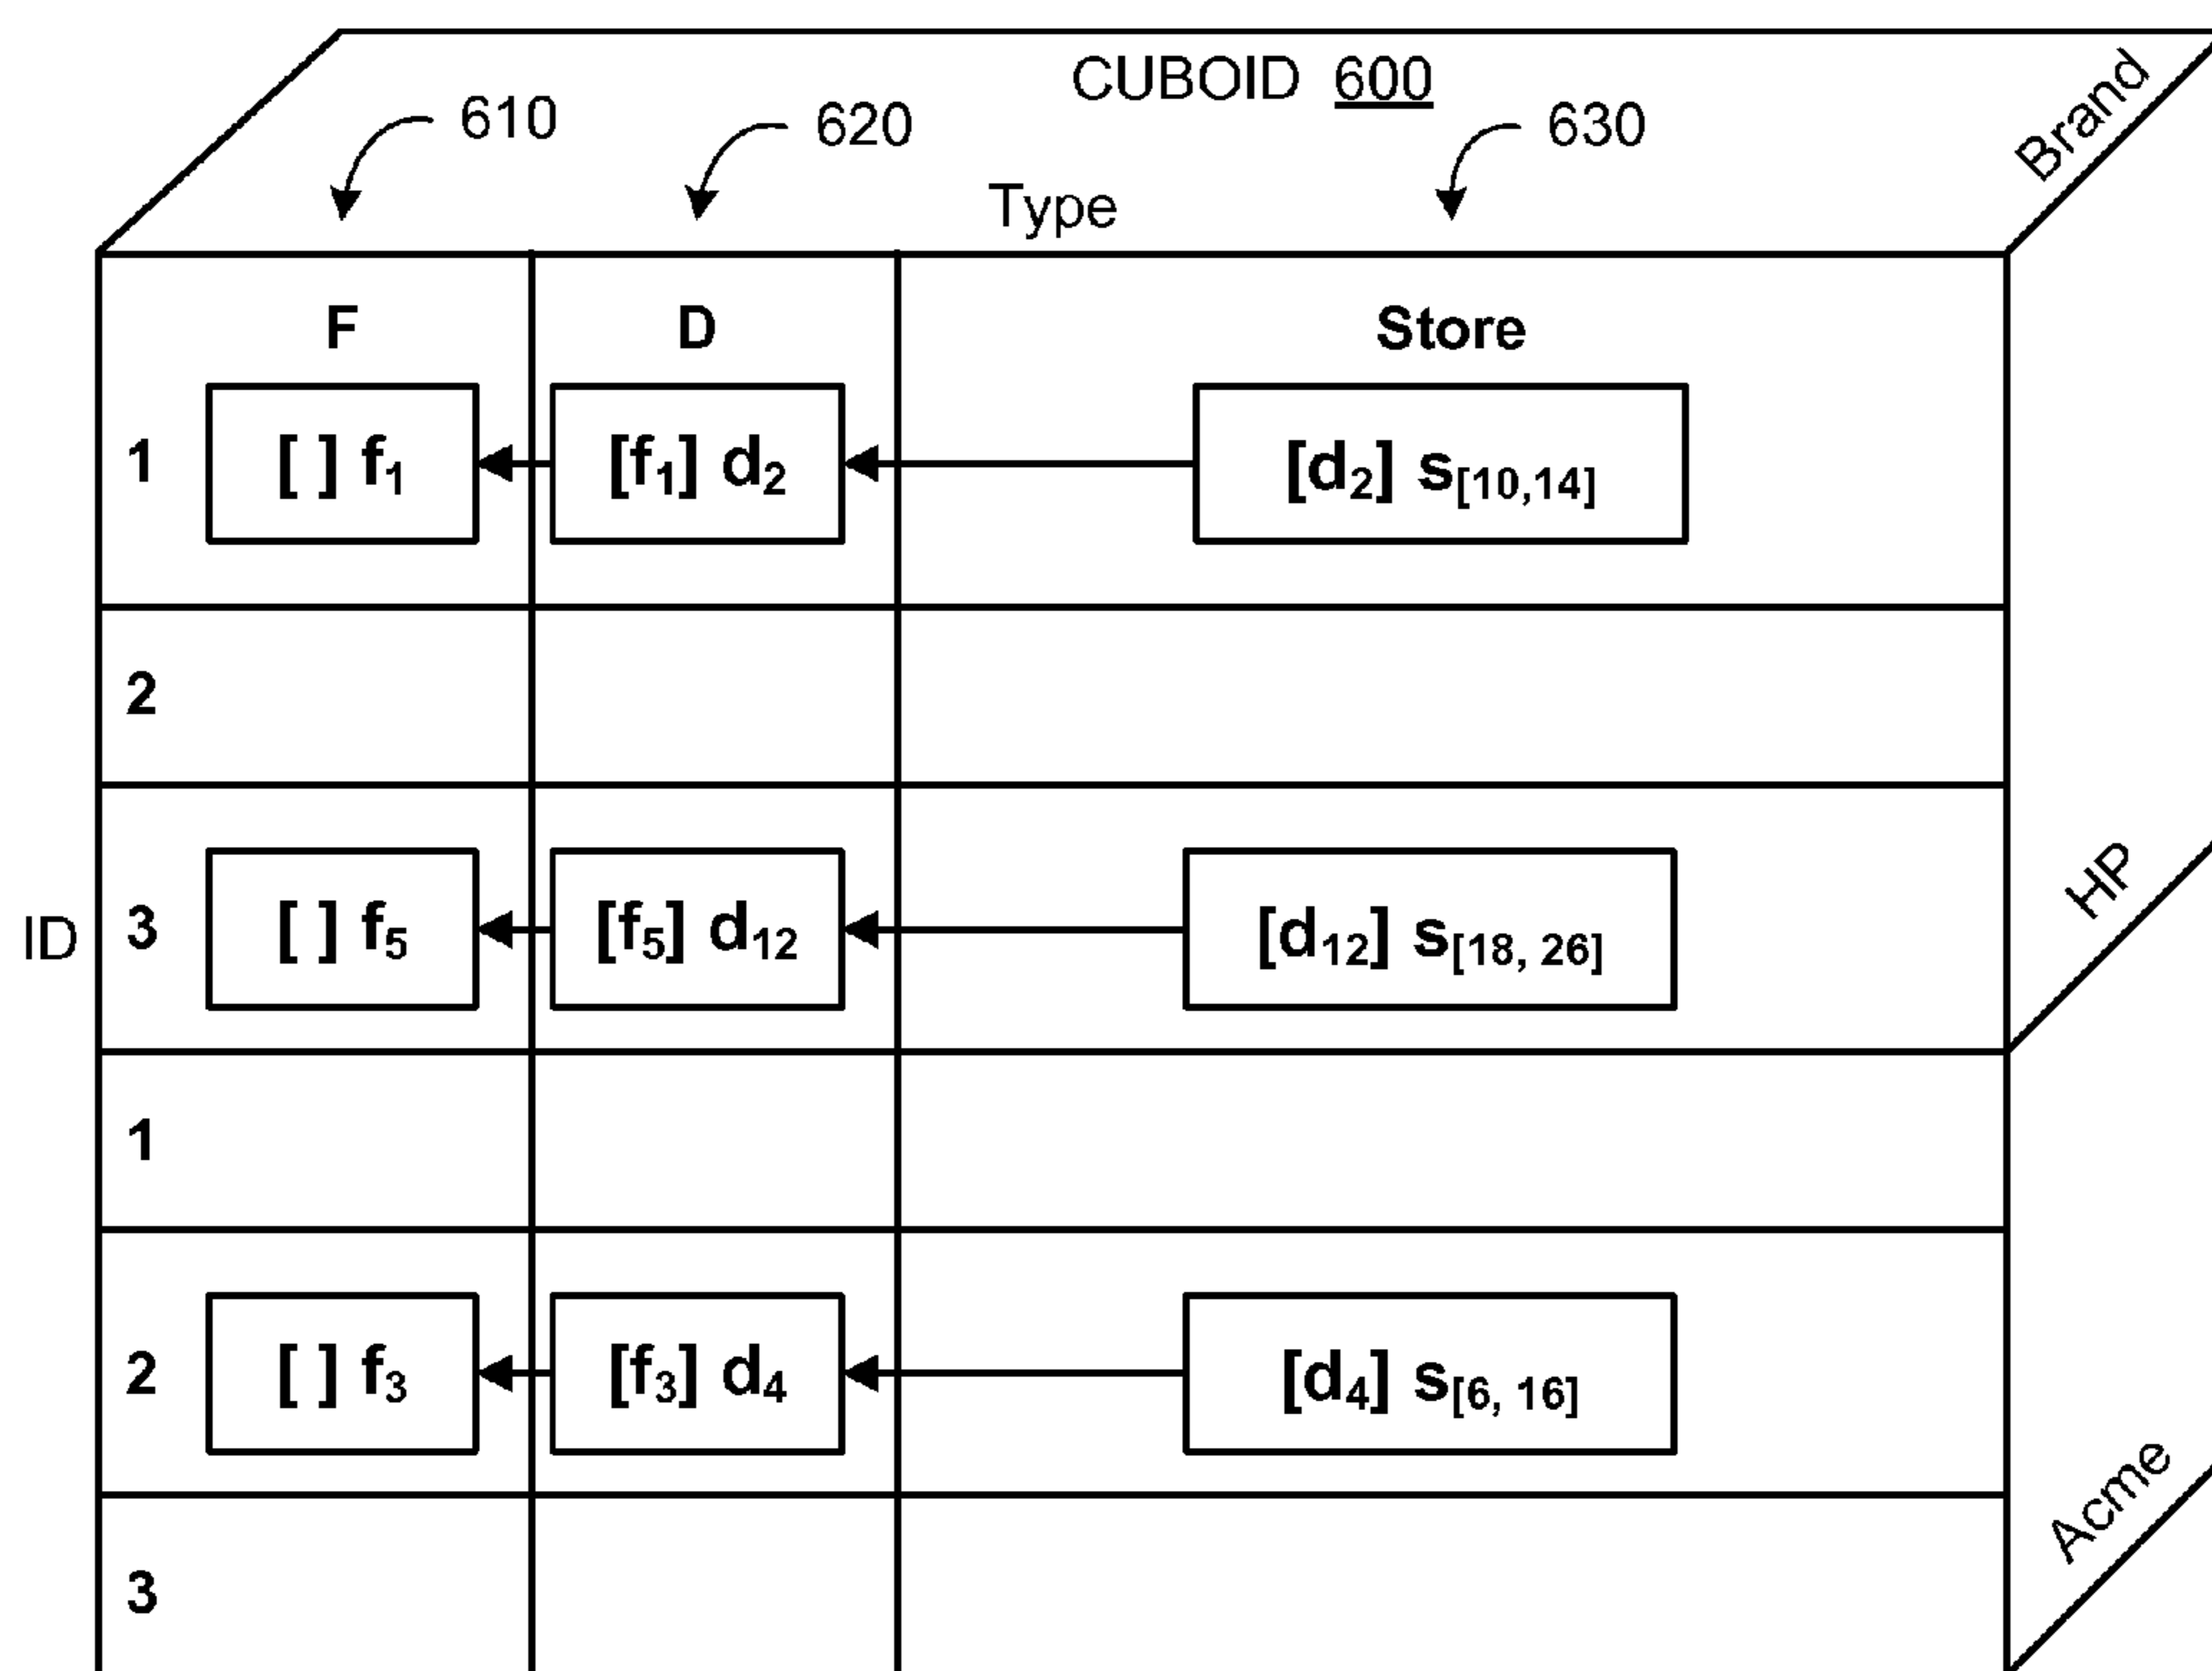 CUBOID 600
Brand
610
620
630
Type
F
D
Store
1
[ ] f₁
[f₁] d₂
[d₂] s[10,14]
2
ID
3
[ ] f₅
[f₅] d₁₂
[d₁₂] s[18, 26]
HP
1
2
[ ] f₃
[f₃] d₄
[d₄] s[6, 16]
Acme
3